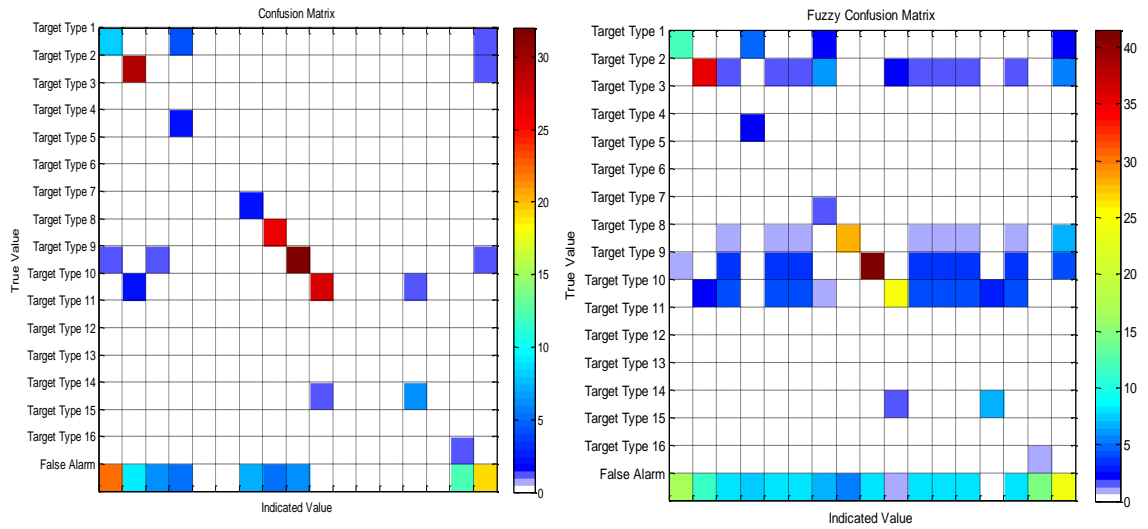 Confusion Matrix
Target Type 1
Target Type 2
Target Type 3
Target Type 4
Target Type 5
Target Type 6
Target Type 7
Target Type 8
Target Type 9
Target Type 10
Target Type 11
Target Type 12
Target Type 13
Target Type 14
Target Type 15
Target Type 16
False Alarm
True Value
Indicated Value
30
25
20
15
10
5
0
Fuzzy Confusion Matrix
Target Type 1
Target Type 2
Target Type 3
Target Type 4
Target Type 5
Target Type 6
Target Type 7
Target Type 8
Target Type 9
Target Type 10
Target Type 11
Target Type 12
Target Type 13
Target Type 14
Target Type 15
Target Type 16
False Alarm
True Value
Indicated Value
40
35
30
25
20
15
10
5
0